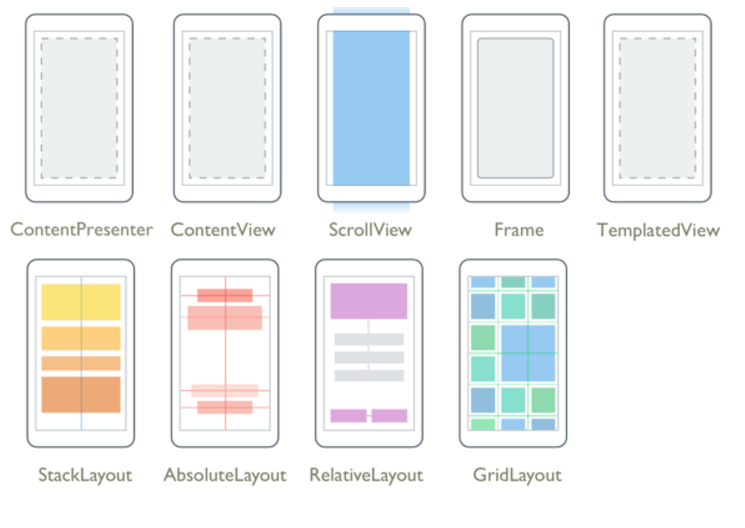 ContentPresenter ContentView ScrollView Frame TemplatedView
StackLayout AbsoluteLayout RelativeLayout GridLayout